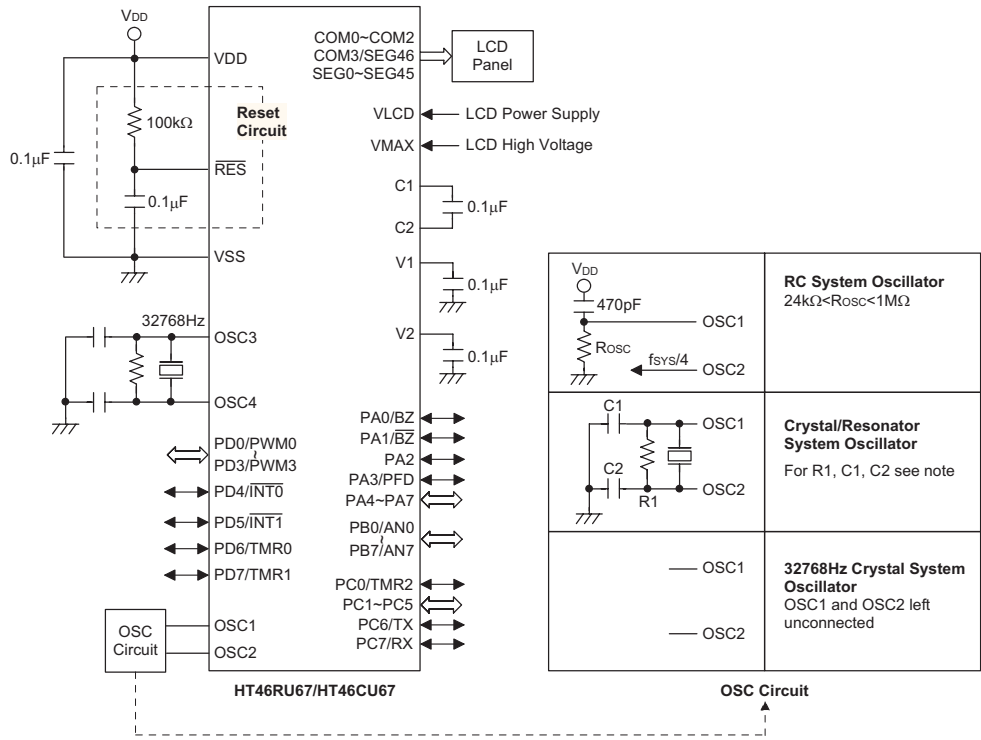 VDD
VDD
Reset
Circuit
100kΩ
0.1μF
RES
0.1μF
VSS
32768Hz
OSC3
OSC4
PD0/PWM0
~
PD3/PWM3
PD4/INT0
PD5/INT1
PD6/TMR0
PD7/TMR1
OSC
Circuit
OSC1
OSC2
COM0~COM2
COM3/SEG46
SEG0~SEG45
LCD
Panel
VLCD
LCD Power Supply
VMAX
LCD High Voltage
C1
0.1μF
C2
V1
0.1μF
V2
0.1μF
PA0/BZ
PA1/BZ
PA2
PA3/PFD
PA4~PA7
PB0/AN0
~
PB7/AN7
PC0/TMR2
PC1~PC5
PC6/TX
PC7/RX
HT46RU67/HT46CU67
VDD
470pF
OSC1
ROSC
fSYS/4
OSC2
RC System Oscillator
24kΩ<ROSC<1MΩ
C1
OSC1
C2
OSC2
R1
Crystal/Resonator
System Oscillator
For R1, C1, C2 see note
OSC1
OSC2
32768Hz Crystal System
Oscillator
OSC1 and OSC2 left
unconnected
OSC Circuit